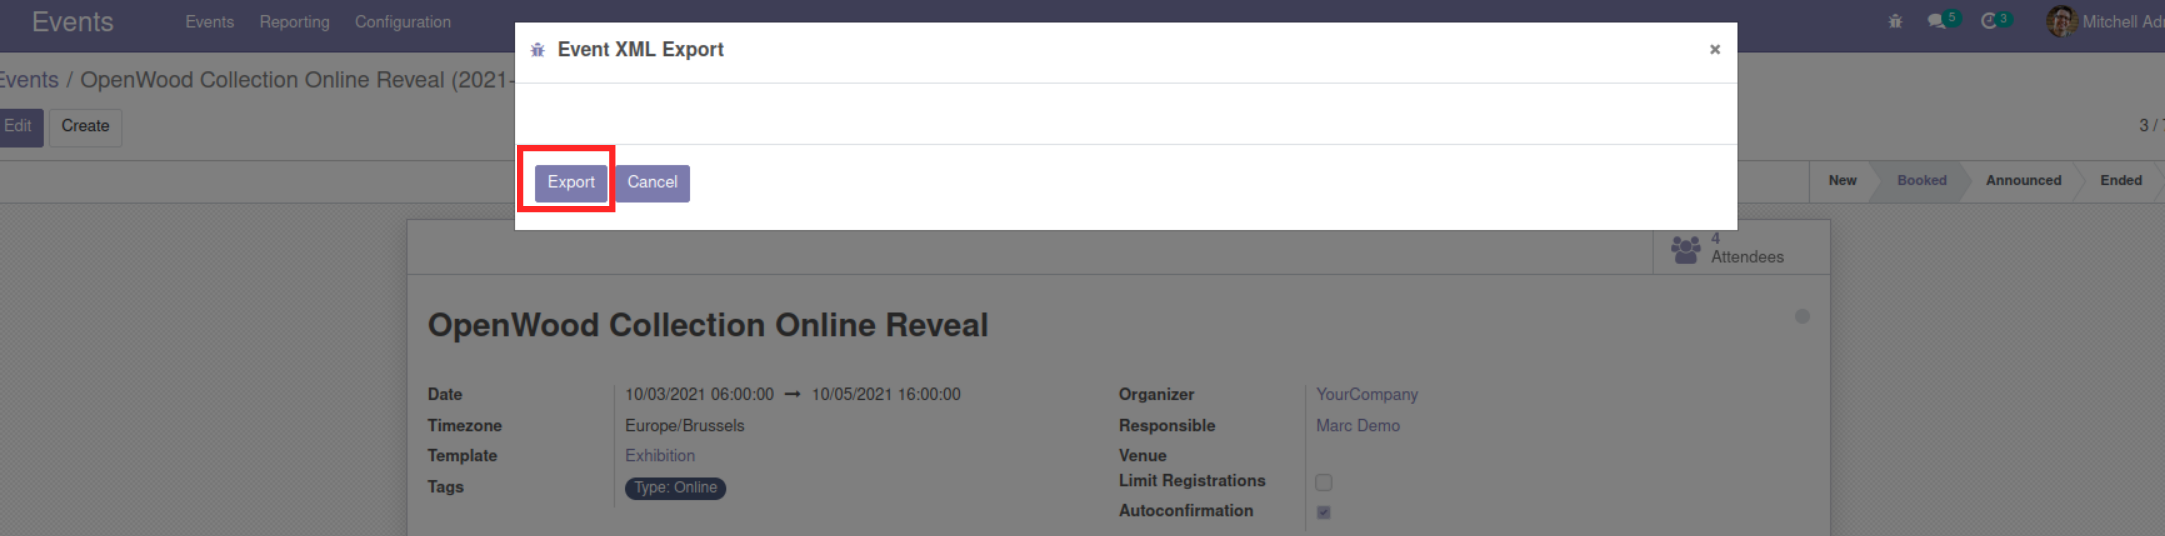 Events Events Reporting Configuration 5 3 Mitchell Ad
Event XML Export ×
Events / OpenWood Collection Online Reveal (2021-
Edit Create 3 /
Export Cancel New Booked Announced Ended
4
Attendees
OpenWood Collection Online Reveal
Date 10/03/2021 06:00:00 → 10/05/2021 16:00:00 Organizer YourCompany
Timezone Europe/Brussels Responsible Marc Demo
Template Exhibition Venue
Tags Type: Online Limit Registrations
Autoconfirmation